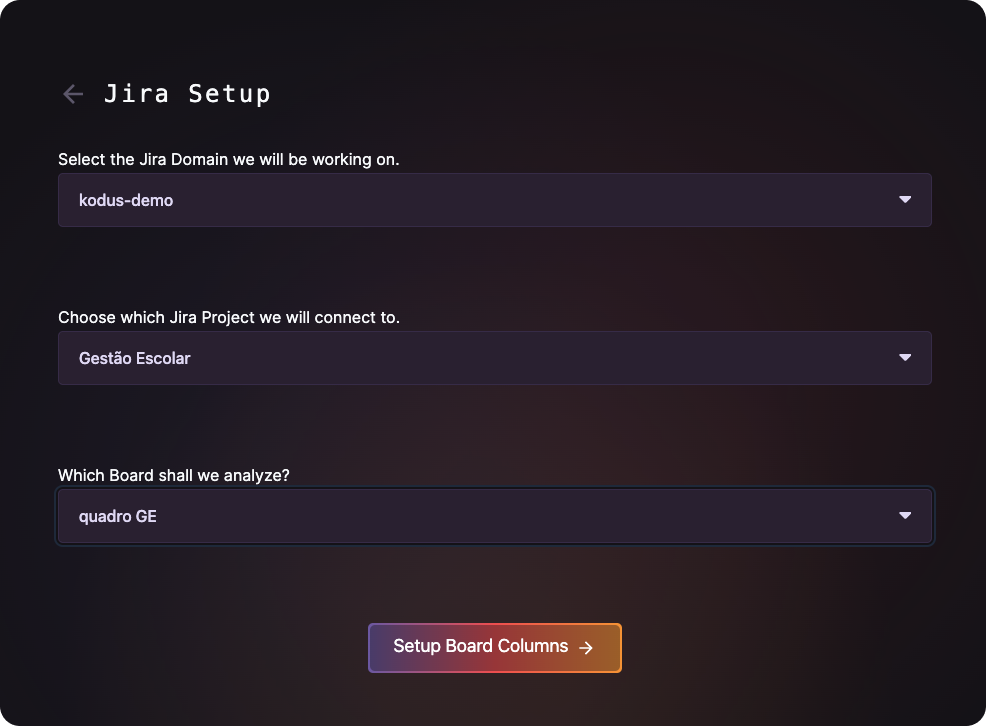 Jira Setup
Select the Jira Domain we will be working on.
kodus-demo
Choose which Jira Project we will connect to.
Gestão Escolar
Which Board shall we analyze?
quadro GE
Setup Board Columns